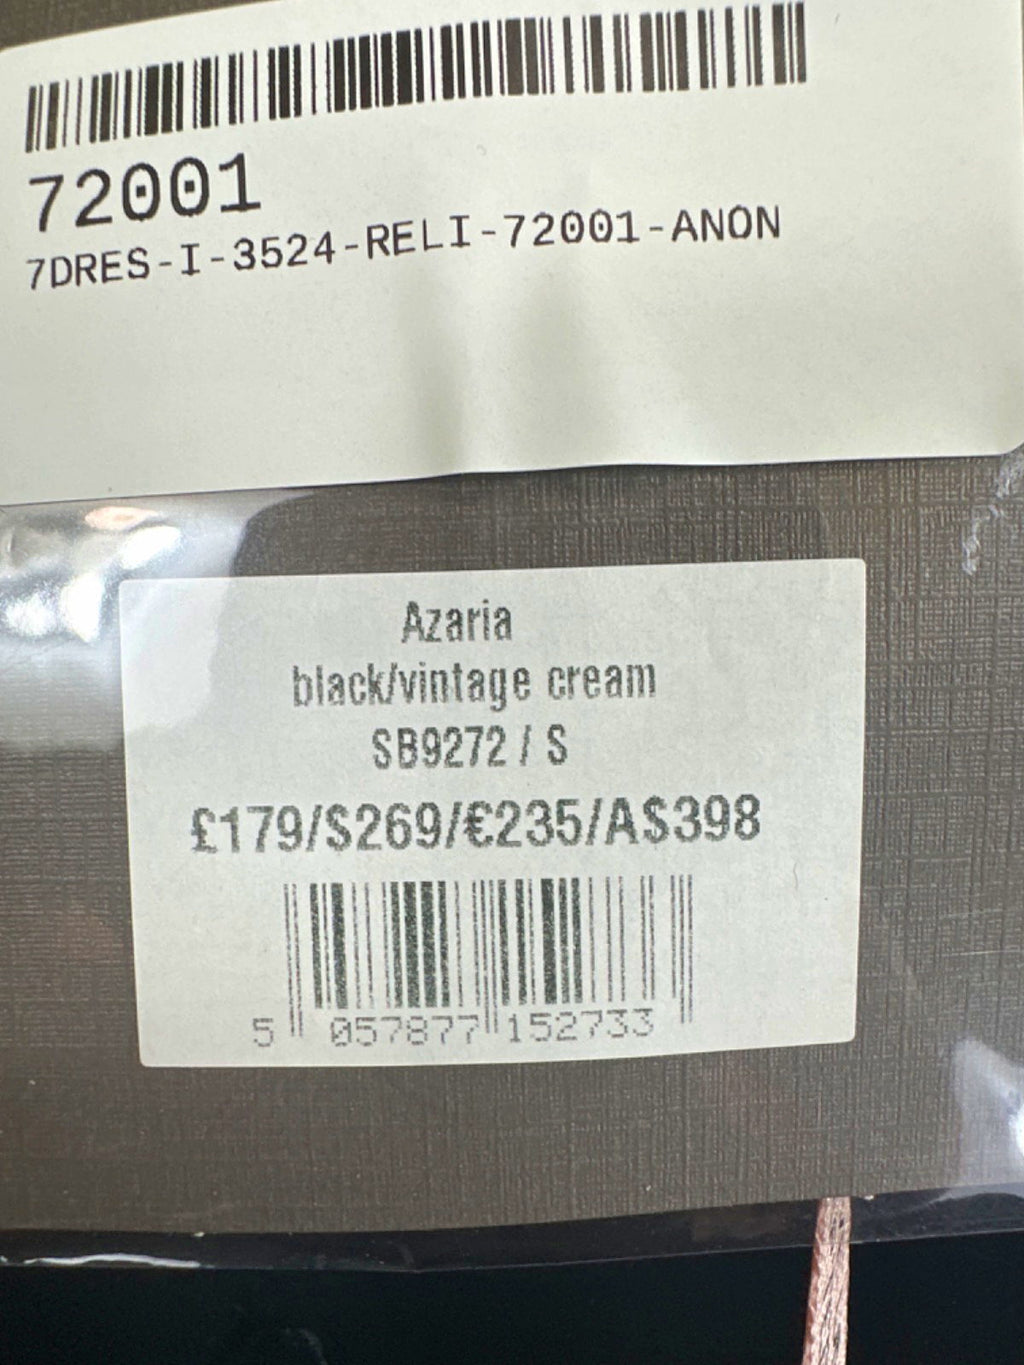 72001
7DRES-I-3524-RELI-72001-ANON
Azaria
black/vintage cream
SB9272 / S
£179/$269/€235/A$398
5 057877 152733